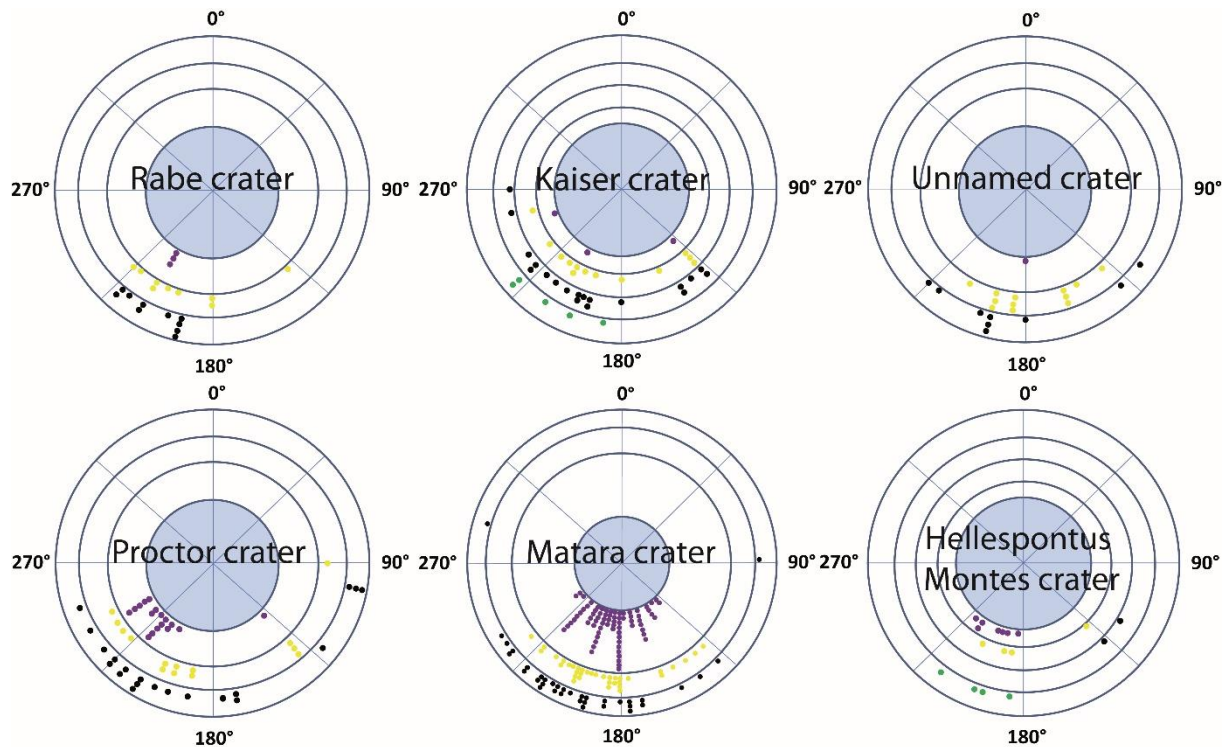 0° 0° 0°
270° Rabe crater 90° 270° Kaiser crater 90° 270° Unnamed crater 90°
180° 180° 180°
0° 0° 0°
270° Proctor crater 90° 270° Matara crater 90° 270° Hellespontus 90°
Montes crater
180° 180° 180°